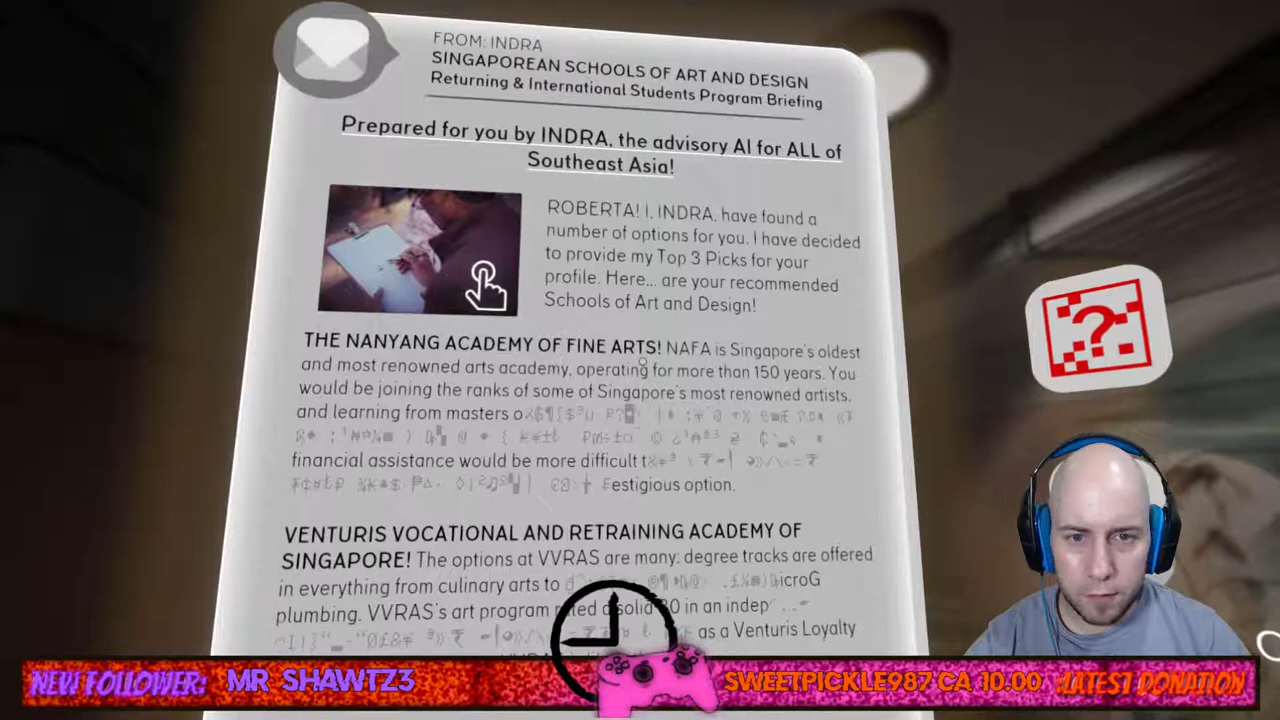 FROM: INDRA
SINGAPOREAN SCHOOLS OF ART AND DESIGN
Returning & International Students Program Briefing
Prepared for you by INDRA, the advisory AI for ALL of
Southeast Asia!
ROBERTA! I, INDRA, have found a
number of options for you. I have decided
to provide my Top 3 Picks for your
profile. Here... are your recommended
Schools of Art and Design!
THE NANYANG ACADEMY OF FINE ARTS! NAFA is Singapore's oldest
and most renowned arts academy, operating for more than 150 years. You
would be joining the ranks of some of Singapore's most renowned artists,
and learning from masters
financial assistance would be more difficult
option.
VENTURIS VOCATIONAL AND RETRAINING ACADEMY OF
SINGAPORE! The options at VVRAS are many: degree tracks are offered
in everything from culinary arts to
plumbing. VVRAS's art program solid in an
as a Venturis Loyalty
?
NEW FOLLOWER: MR SHAWTZ3
SWEETPICKLE987 CA 10.00 :LATEST DONATION